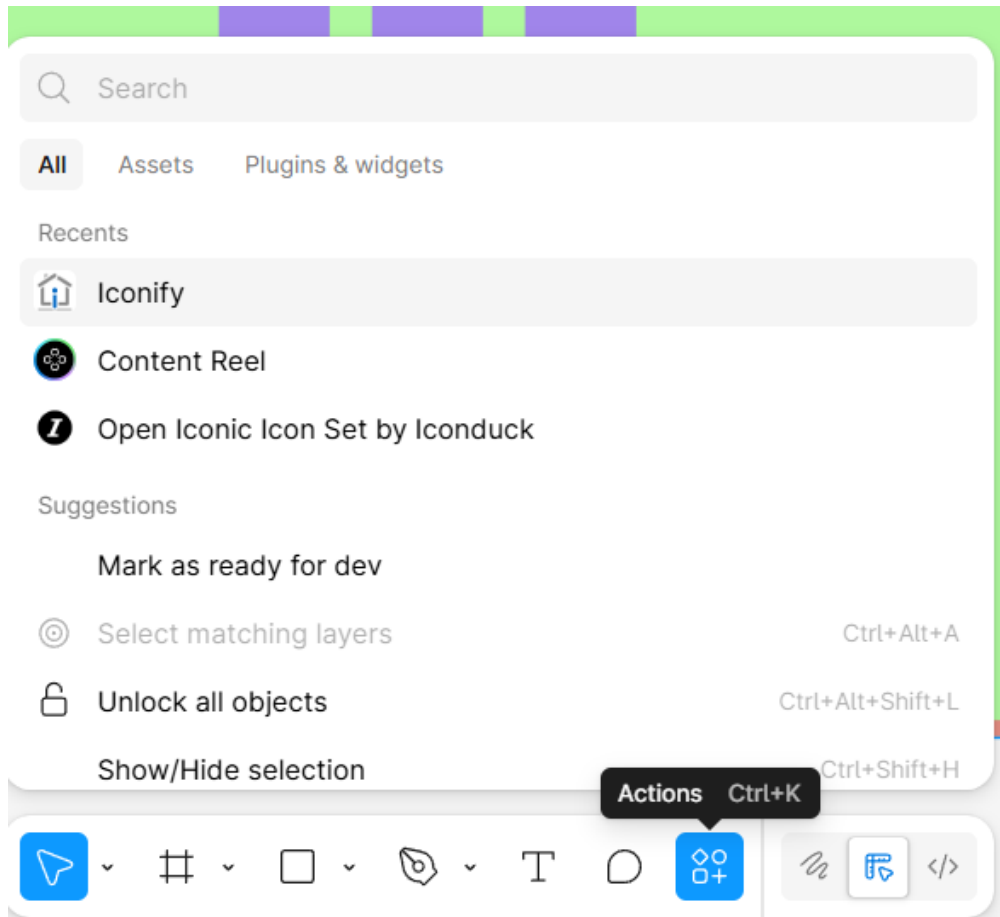 Search
All Assets Plugins & widgets
Recents
Iconify
Content Reel
Open Iconic Icon Set by Iconduck
Suggestions
Mark as ready for dev
Select matching layers Ctrl+Alt+A
Unlock all objects Ctrl+Alt+Shift+L
Show/Hide selection Ctrl+Shift+H
Actions Ctrl+K